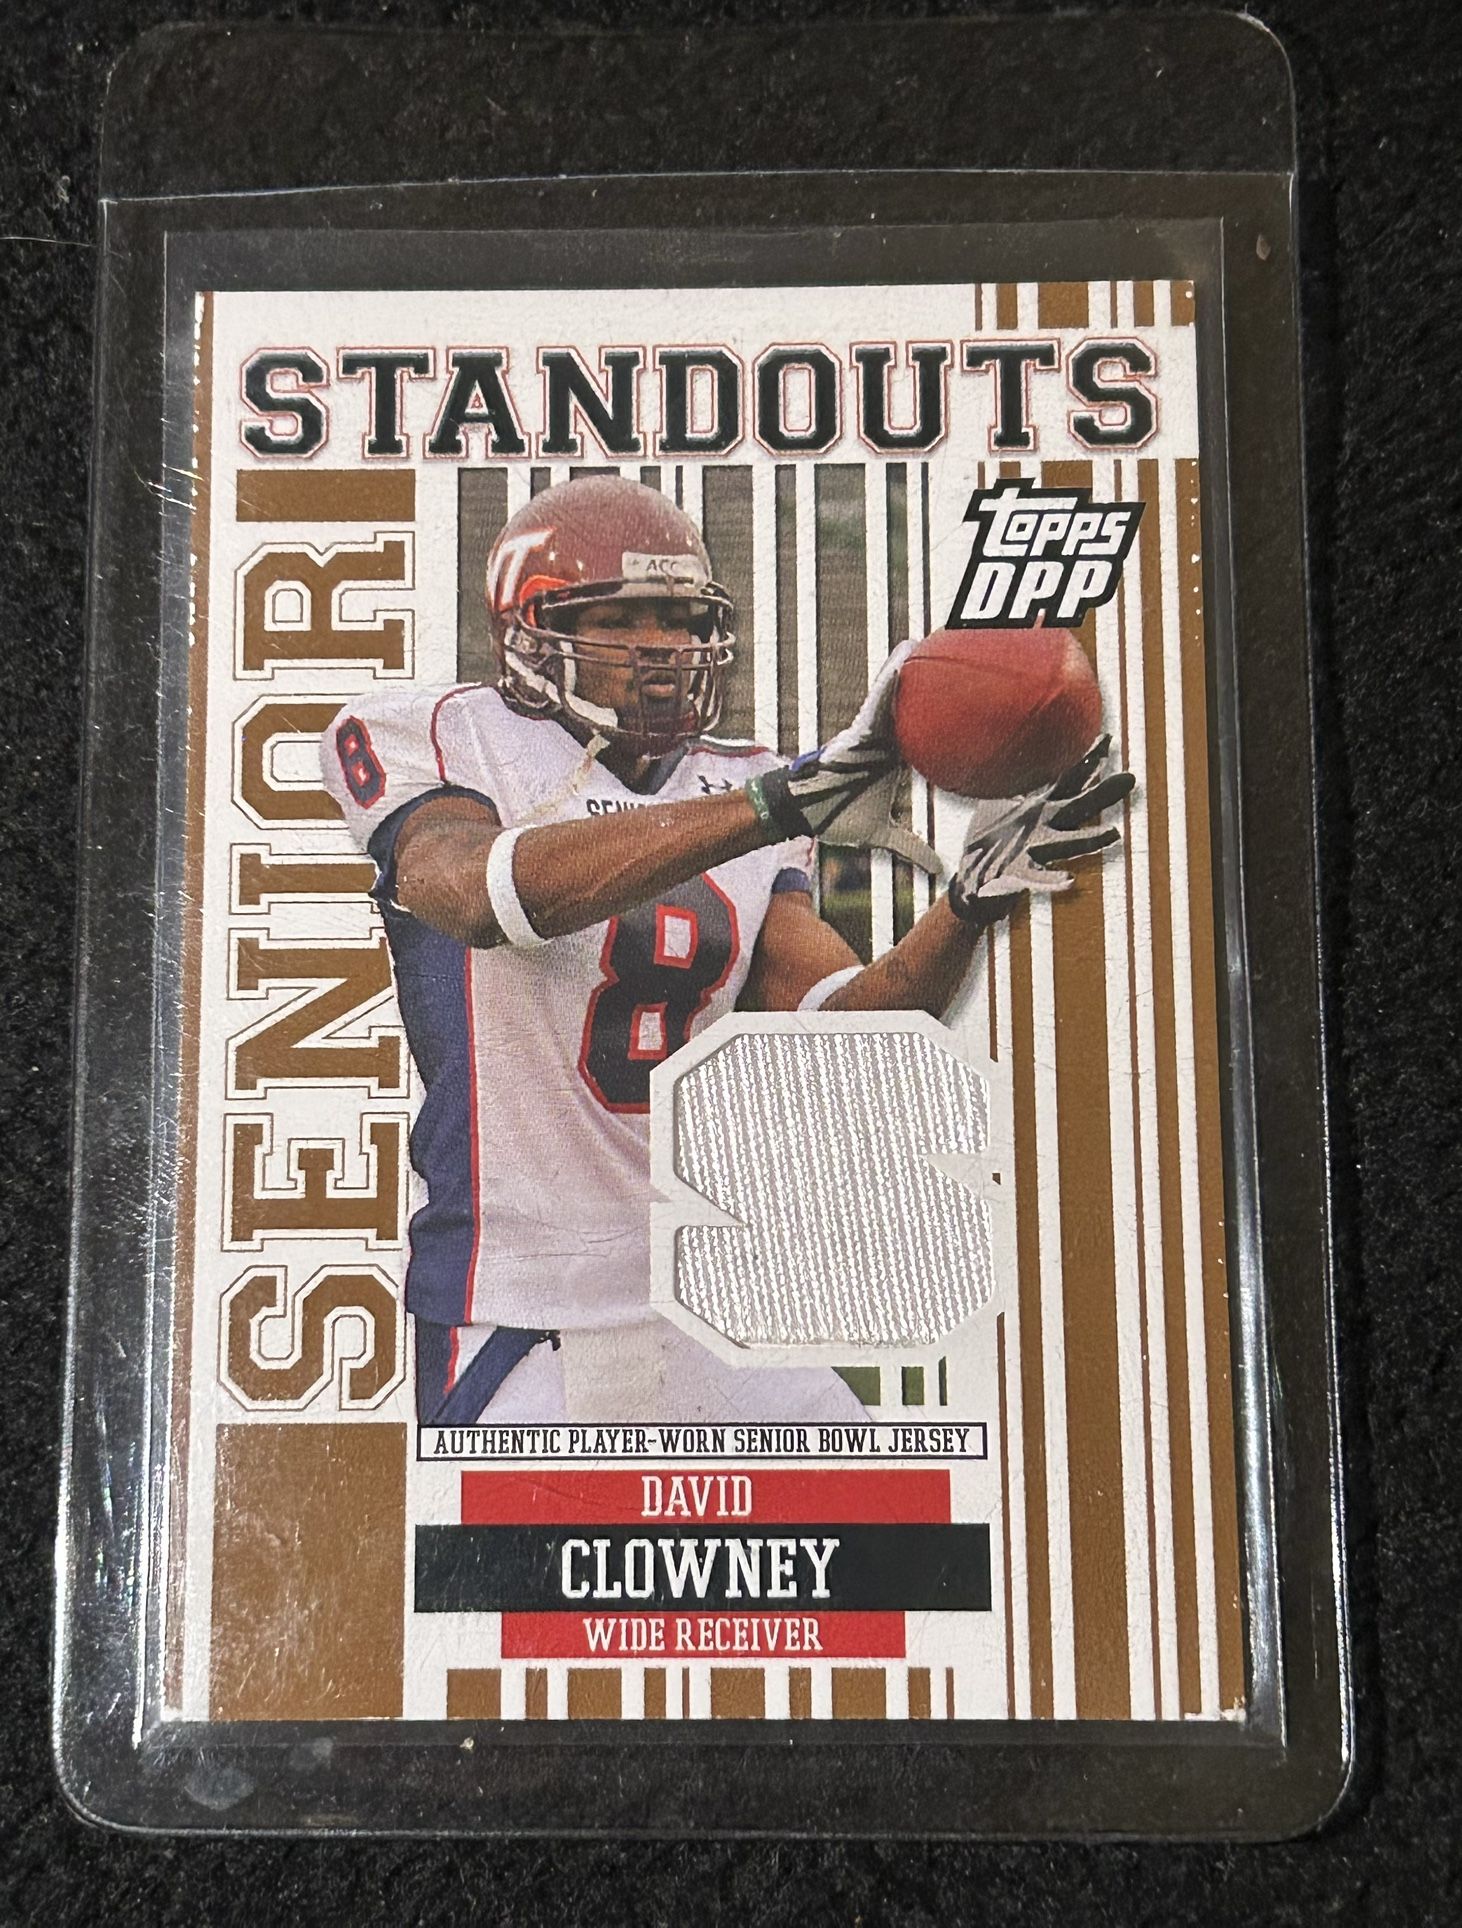 STANDOUTS
SENIOR
topps
DPP
ACC
8
8
AUTHENTIC PLAYER-WORN SENIOR BOWL JERSEY
DAVID
CLOWNEY
WIDE RECEIVER